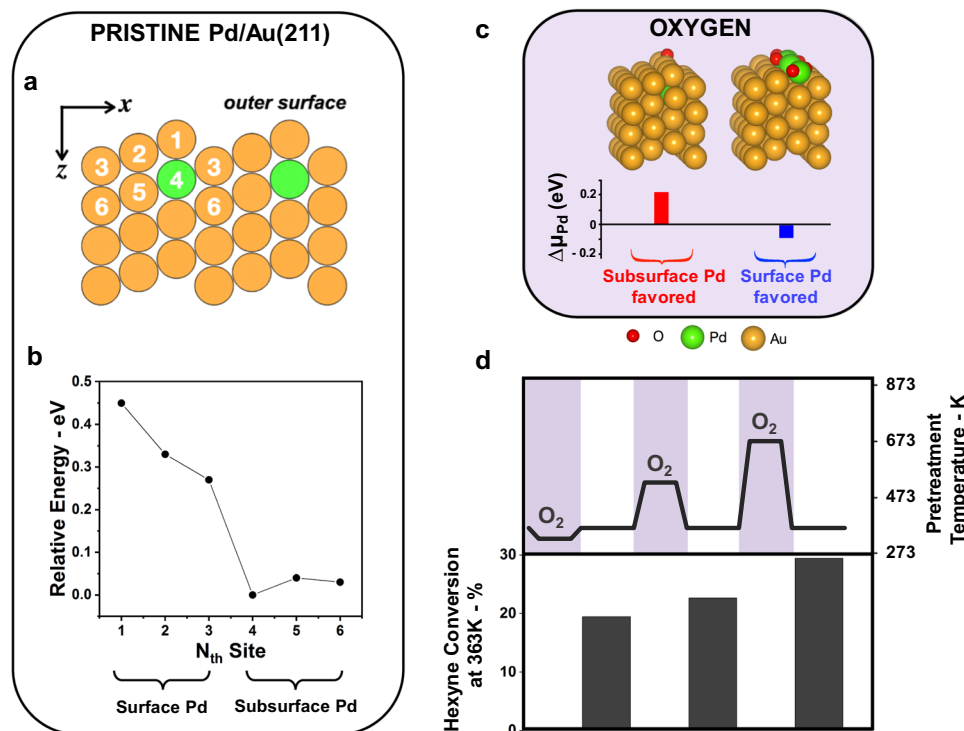 PRISTINE Pd/Au(211)
a
x
z
outer surface
1
2
3
3
4
5
6
6
b
Relative Energy - eV
0.5
0.4
0.3
0.2
0.1
0.0
1 2 3 4 5 6
Nth Site
Surface Pd
Subsurface Pd
c
OXYGEN
ΔμPd (eV)
0.2
0
- 0.2
Subsurface Pd
favored
Surface Pd
favored
O Pd Au
d
O2
O2
O2
873
673
473
273
Pretreatment
Temperature - K
Hexyne Conversion
at 363K - %
30
20
10
0